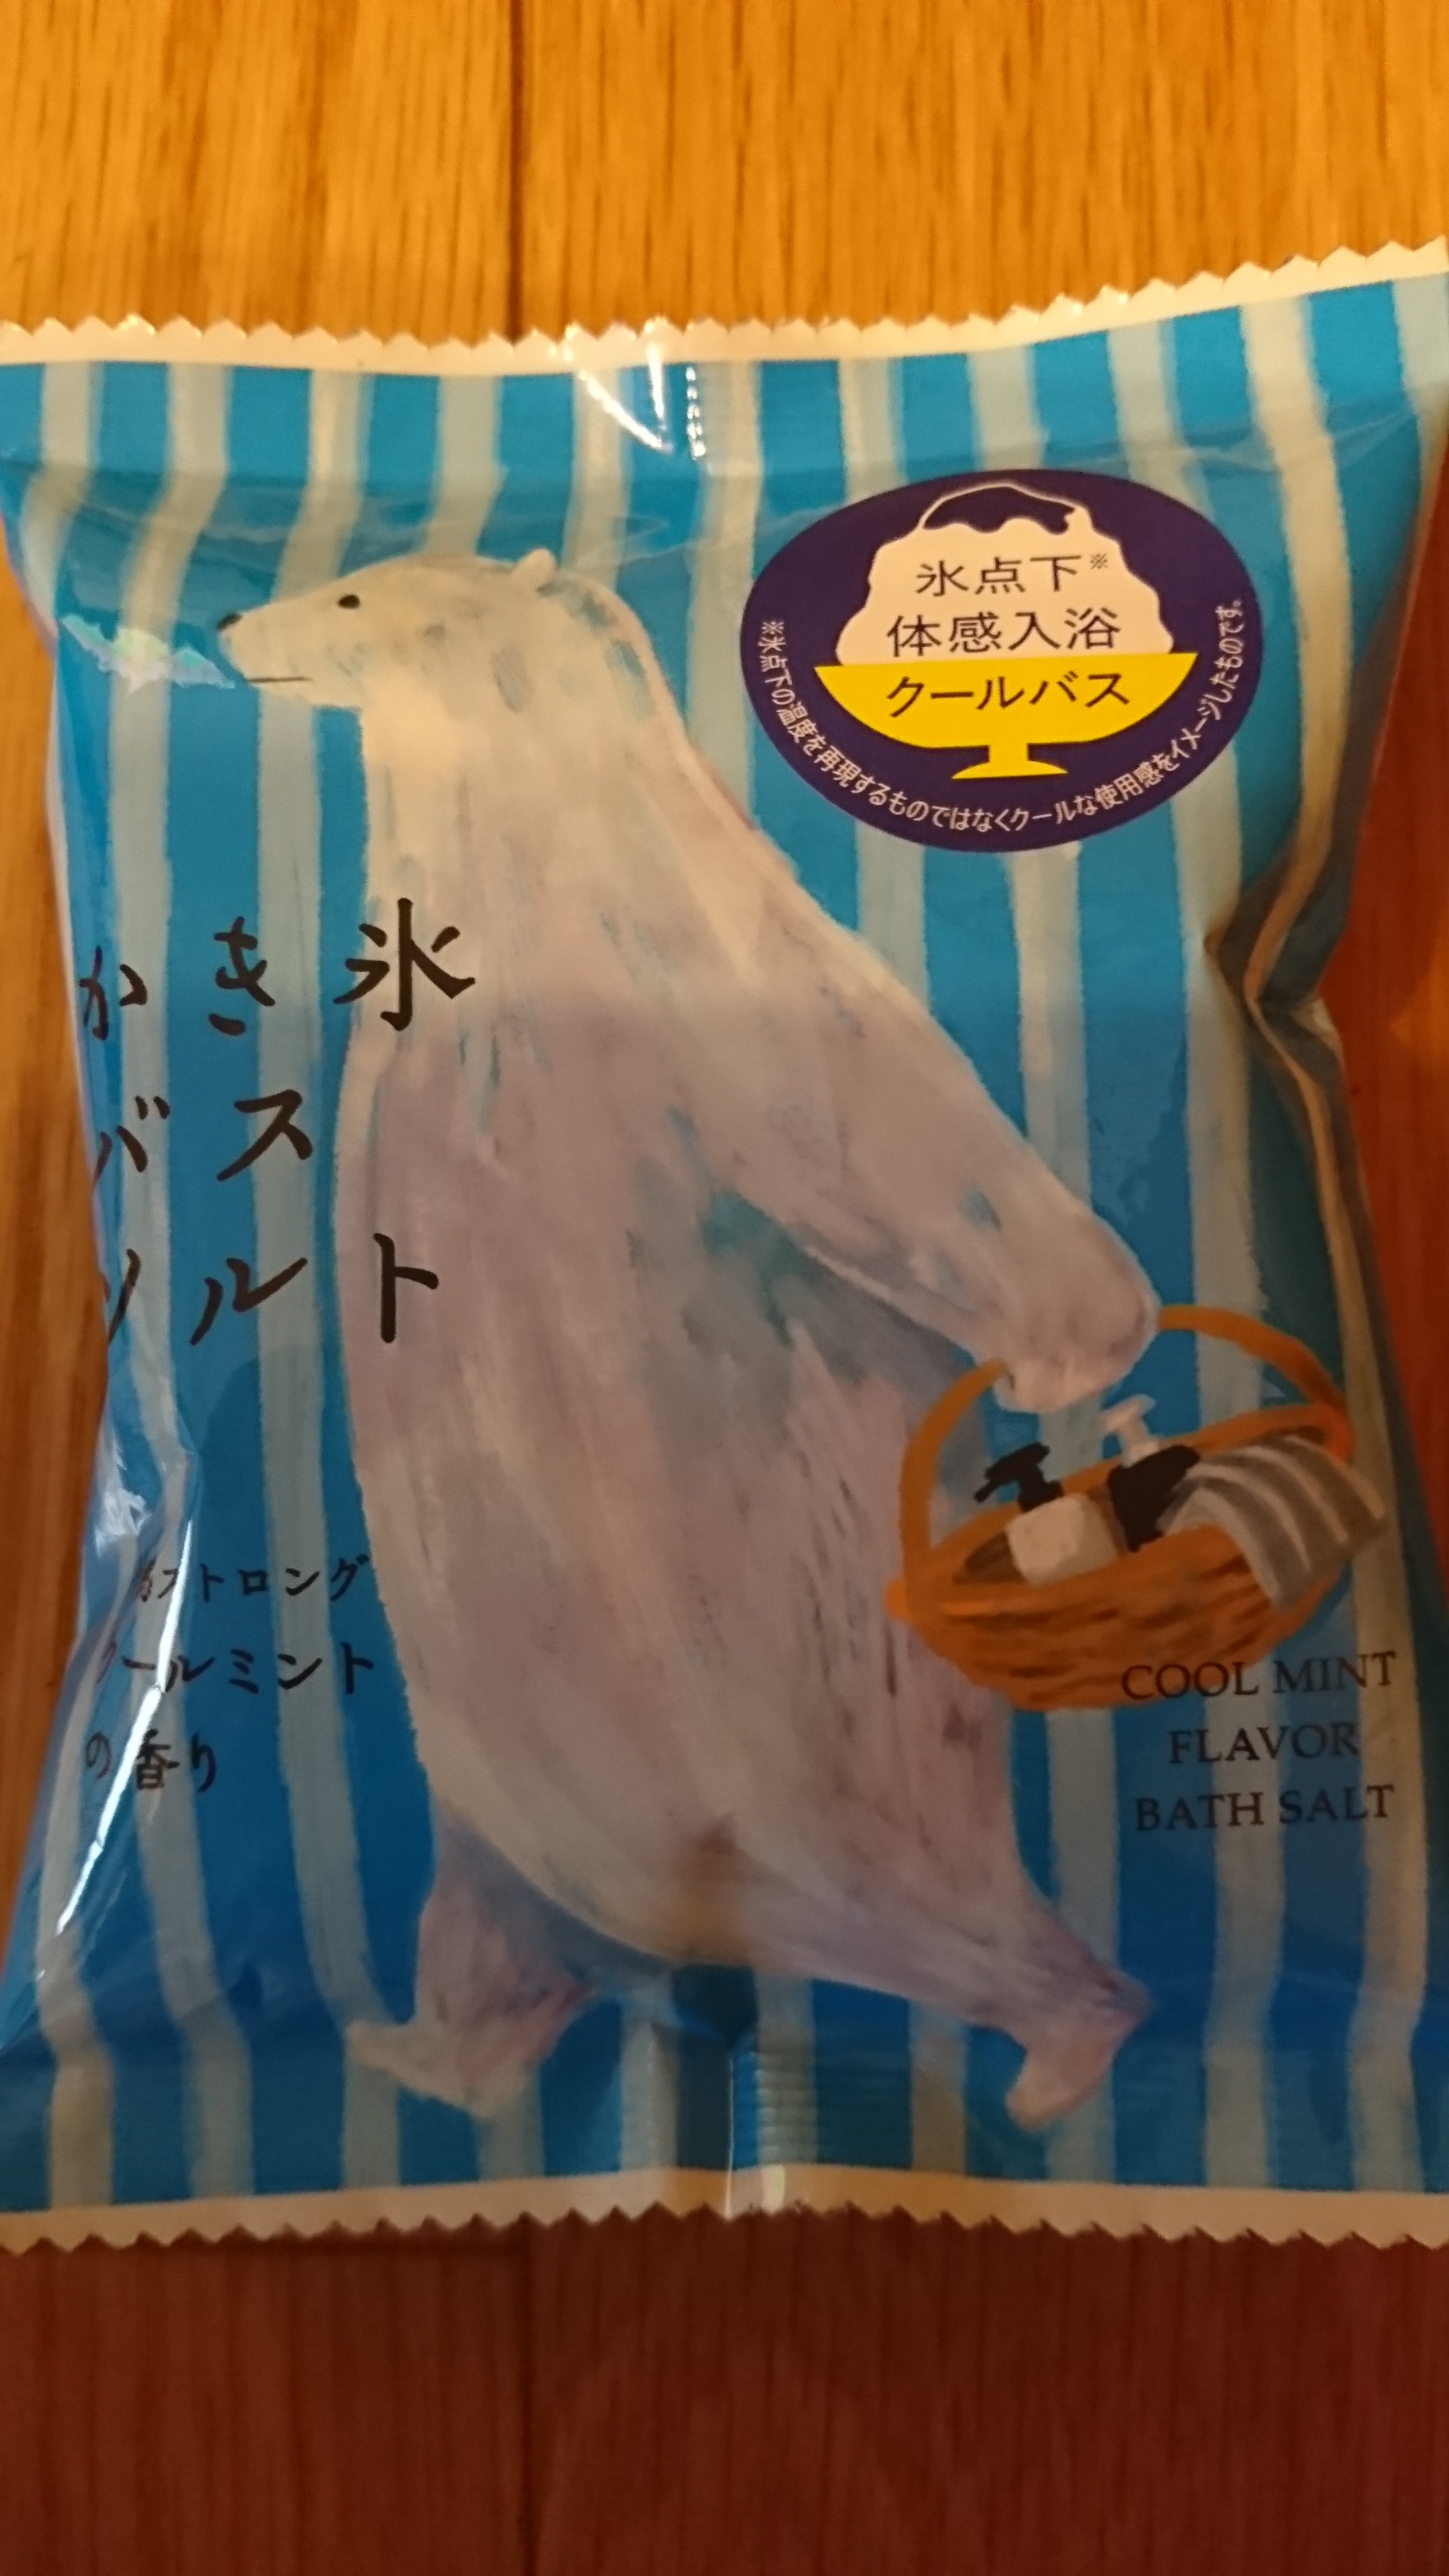 氷点下※
体感入浴
クールバス
※氷点下の温度を再現するものではなくクールな使用感をイメージしたものです。
かき氷
バス
ソルト
ストロング
クールミント
の香り
COOL MINT
FLAVOR
BATH SALT